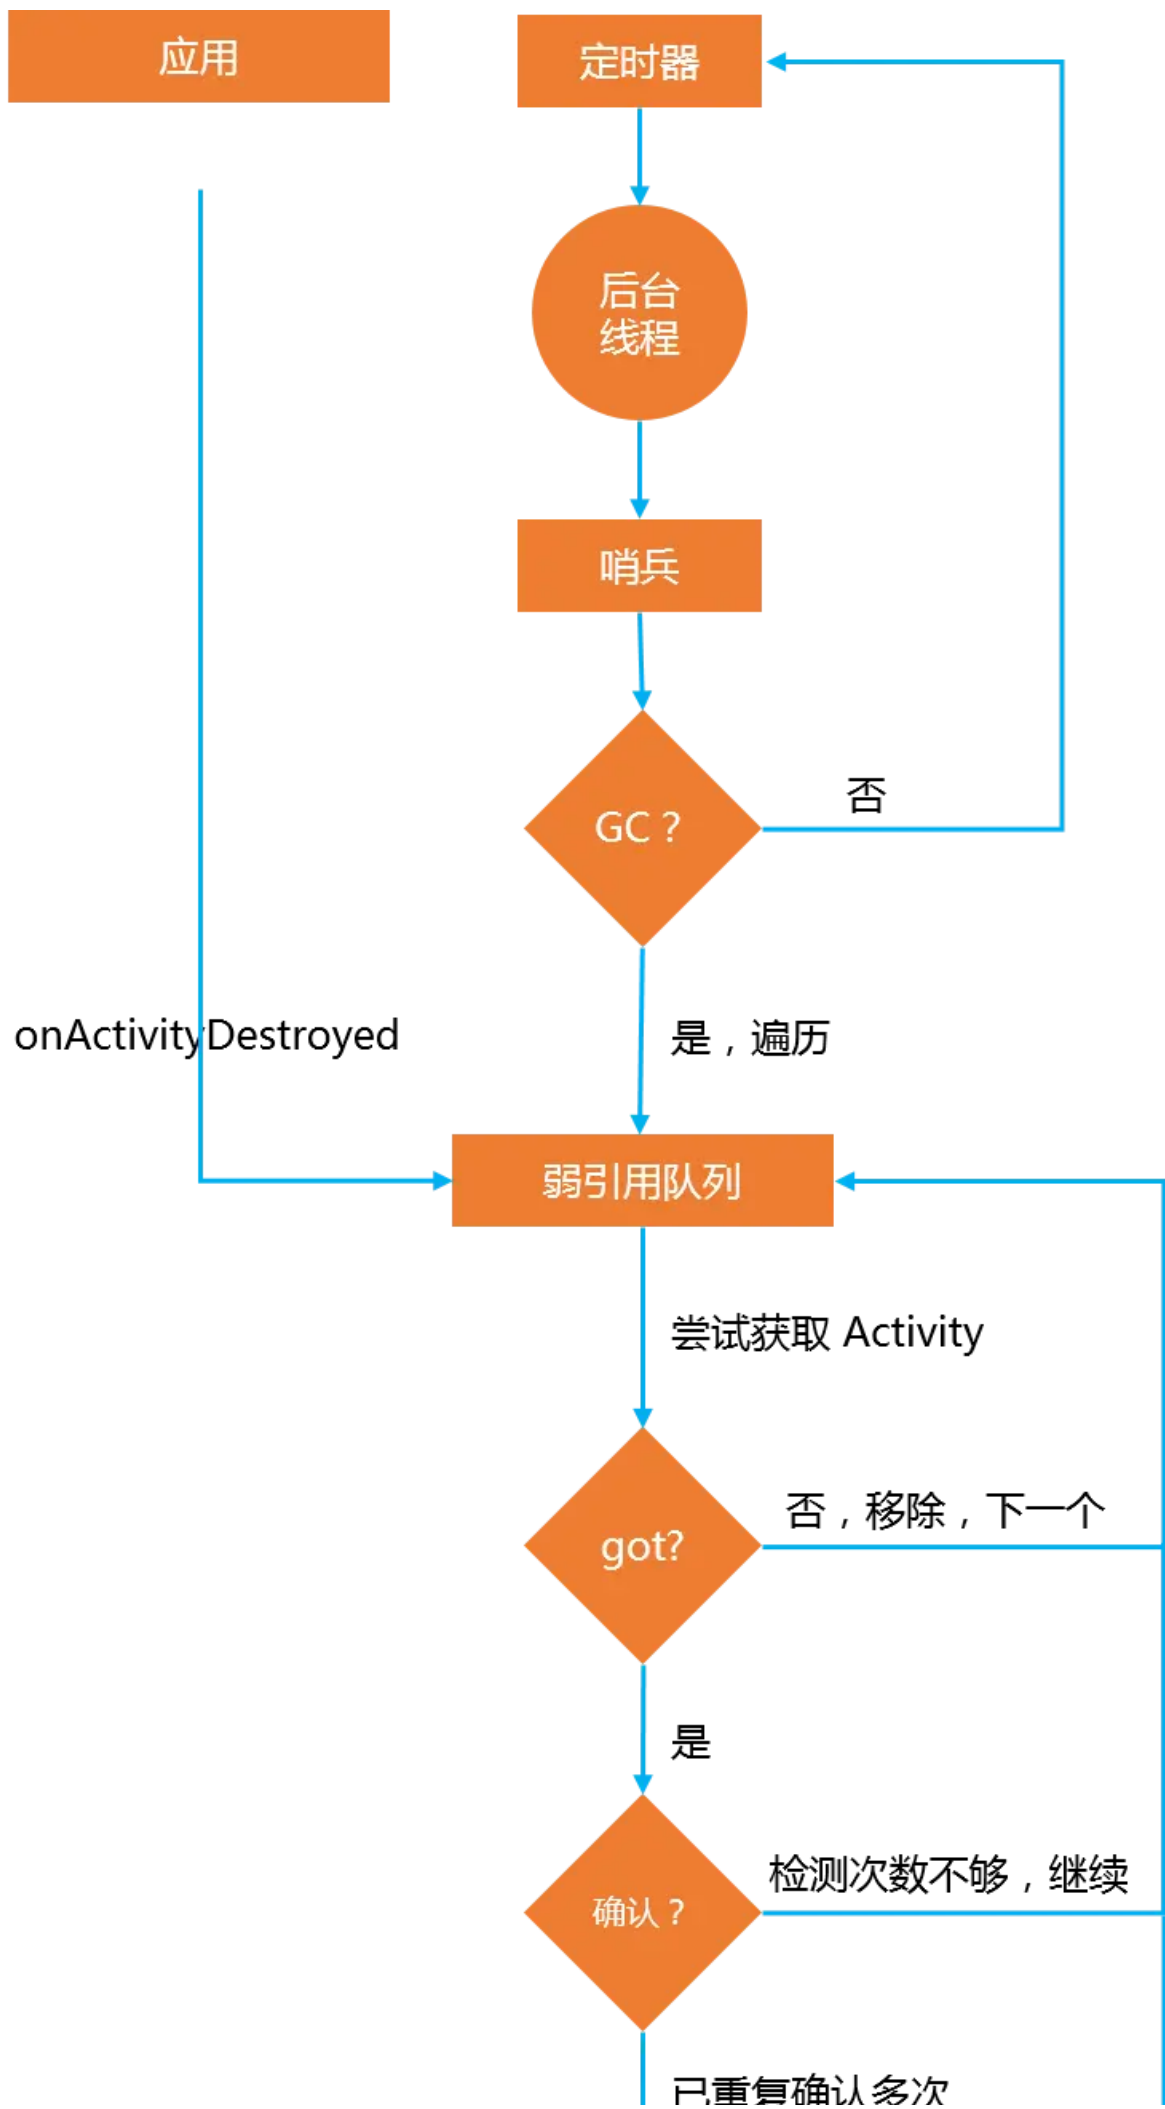 应用
定时器
后台
线程
哨兵
GC？
否
onActivityDestroyed
是，遍历
弱引用队列
尝试获取 Activity
got?
否，移除，下一个
是
确认？
检测次数不够，继续
已重复确认多次